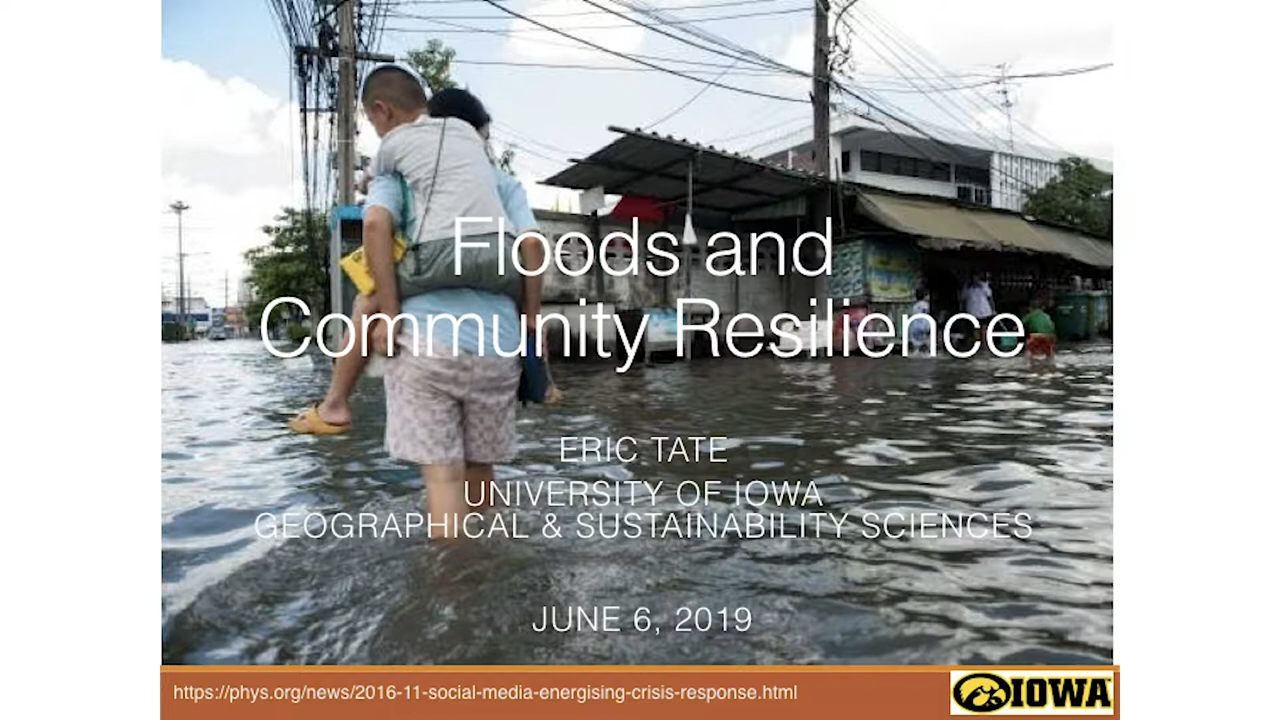 Floods and
Community Resilience
ERIC TATE
UNIVERSITY OF IOWA
GEOGRAPHICAL & SUSTAINABILITY SCIENCES
JUNE 6, 2019
https://phys.org/news/2016-11-social-media-energising-crisis-response.html
IOWA